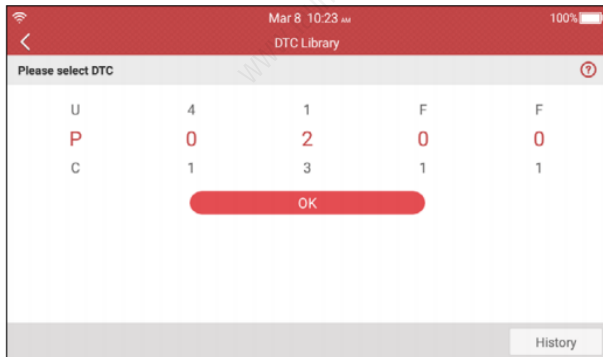 Mar 8 10:23 AM 100%
DTC Library
Please select DTC ?
U 4 1 F F
P 0 2 0 0
C 1 3 1 1
OK
History